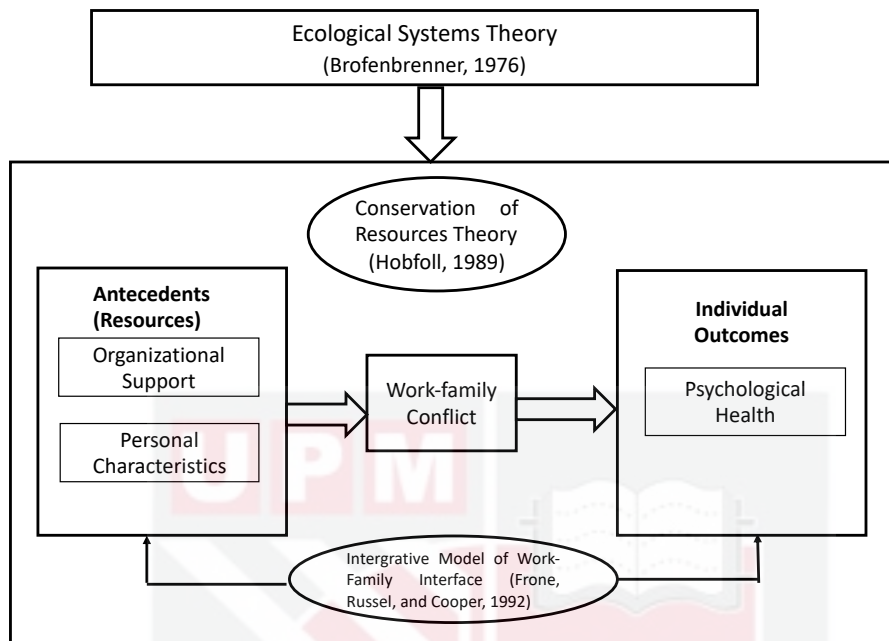 Ecological Systems Theory
(Brofenbrenner, 1976)
Conservation of
Resources Theory
(Hobfoll, 1989)
Antecedents
(Resources)
Organizational
Support
Personal
Characteristics
Work-family
Conflict
Individual
Outcomes
Psychological
Health
UPM
Intergrative Model of Work-
Family Interface (Frone,
Russel, and Cooper, 1992)